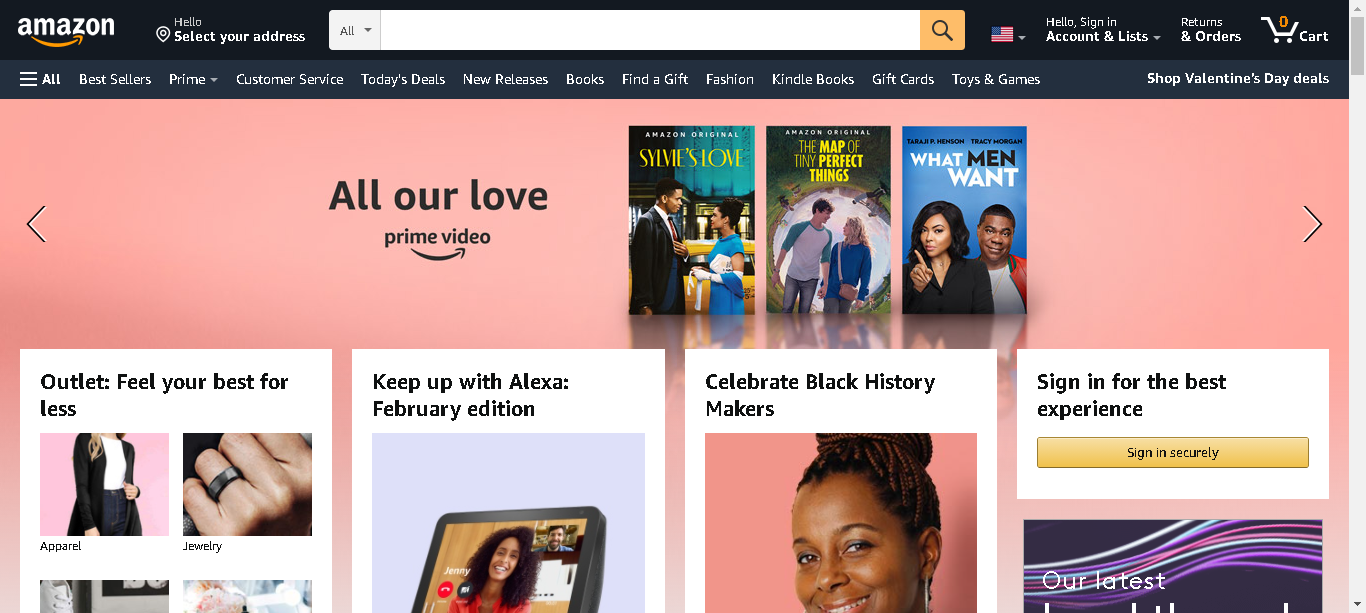 amazon
Hello
Select your address
All
Hello, Sign in
Account & Lists
Returns
& Orders
0
Cart
All
Best Sellers
Prime
Customer Service
Today's Deals
New Releases
Books
Find a Gift
Fashion
Kindle Books
Gift Cards
Toys & Games
Shop Valentine's Day deals
All our love
prime video
AMAZON ORIGINAL
SYLVIE'S LOVE
AMAZON ORIGINAL
THE MAP OF
TINY PERFECT
THINGS
TARAJI P. HENSON TRACY MORGAN
WHAT MEN
WANT
Outlet: Feel your best for
less
Apparel
Jewelry
Keep up with Alexa:
February edition
Jenny
Celebrate Black History
Makers
Sign in for the best
experience
Sign in securely
Our latest